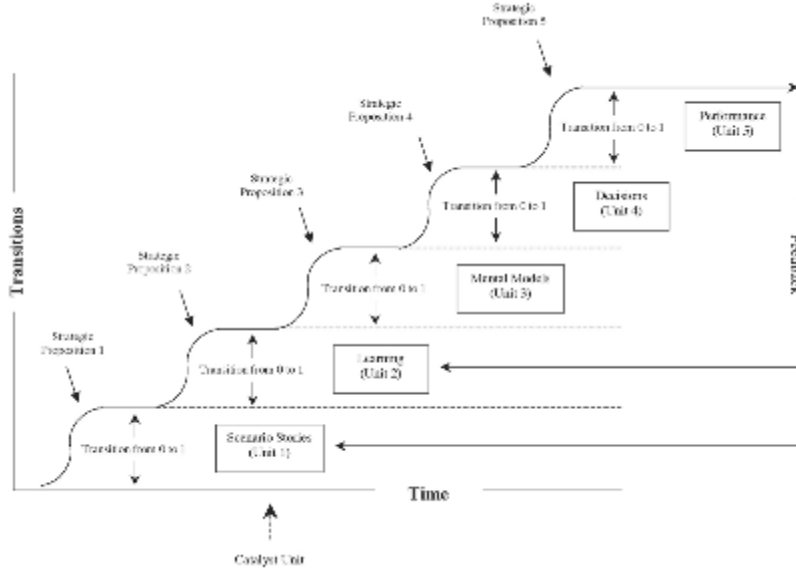 Strategic
Proposition 5
Strategic
Proposition 4
Transition from 0 to 1
Performance
(Unit 5)
Strategic
Proposition 3
Transition from 0 to 1
Decisions
(Unit 4)
Transitions
Strategic
Proposition 2
Transition from 0 to 1
Mental Models
(Unit 3)
Feedback
Strategic
Proposition 1
Transition from 0 to 1
Learning
(Unit 2)
Transition from 0 to 1
Scenario Stories
(Unit 1)
Time
Catalyst Unit